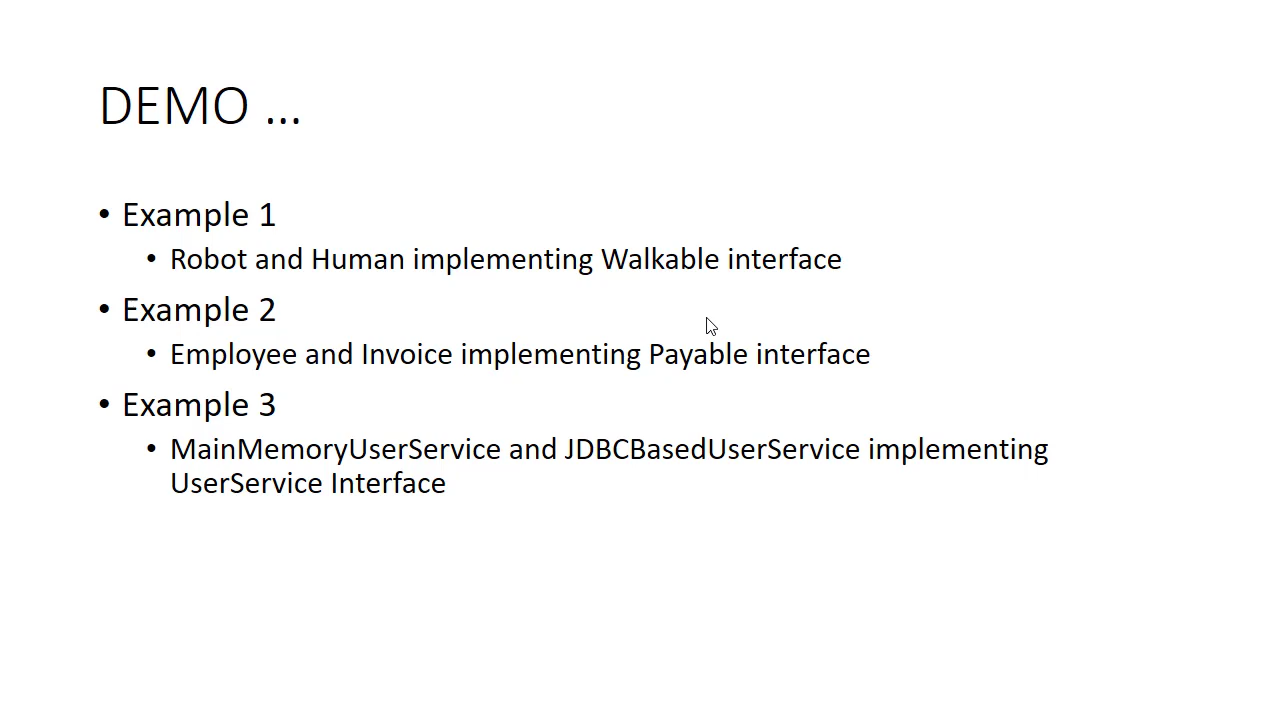 DEMO ...
• Example 1
• Robot and Human implementing Walkable interface
• Example 2
• Employee and Invoice implementing Payable interface
• Example 3
• MainMemoryUserService and JDBCBasedUserService implementing
UserService Interface